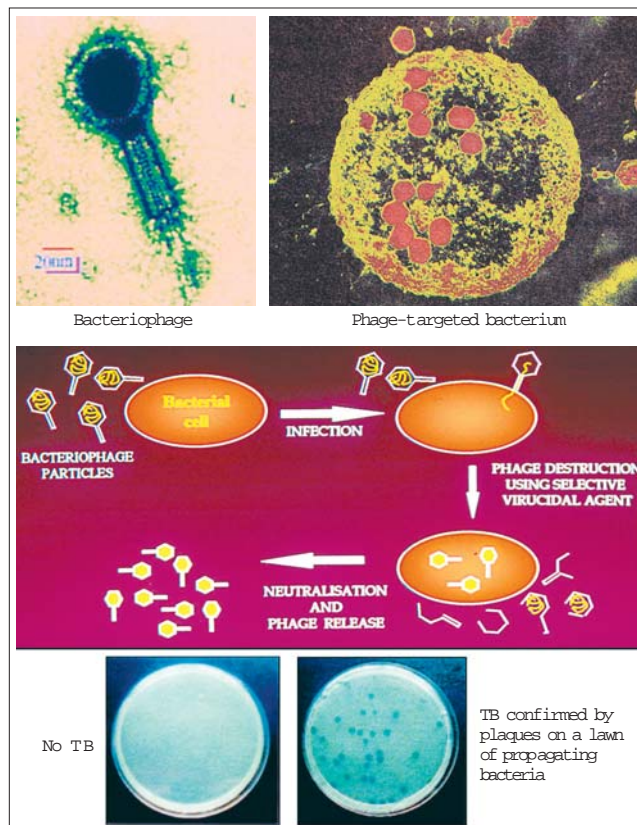 20nm
Bacteriophage
Phage-targeted bacterium
Bacterial
cell
BACTERIOPHAGE
PARTICLES
INFECTION
PHAGE DESTRUCTION
USING SELECTIVE
VIRUCIDAL AGENT
NEUTRALISATION
AND
PHAGE RELEASE
No TB
TB confirmed by
plaques on a lawn
of propagating
bacteria